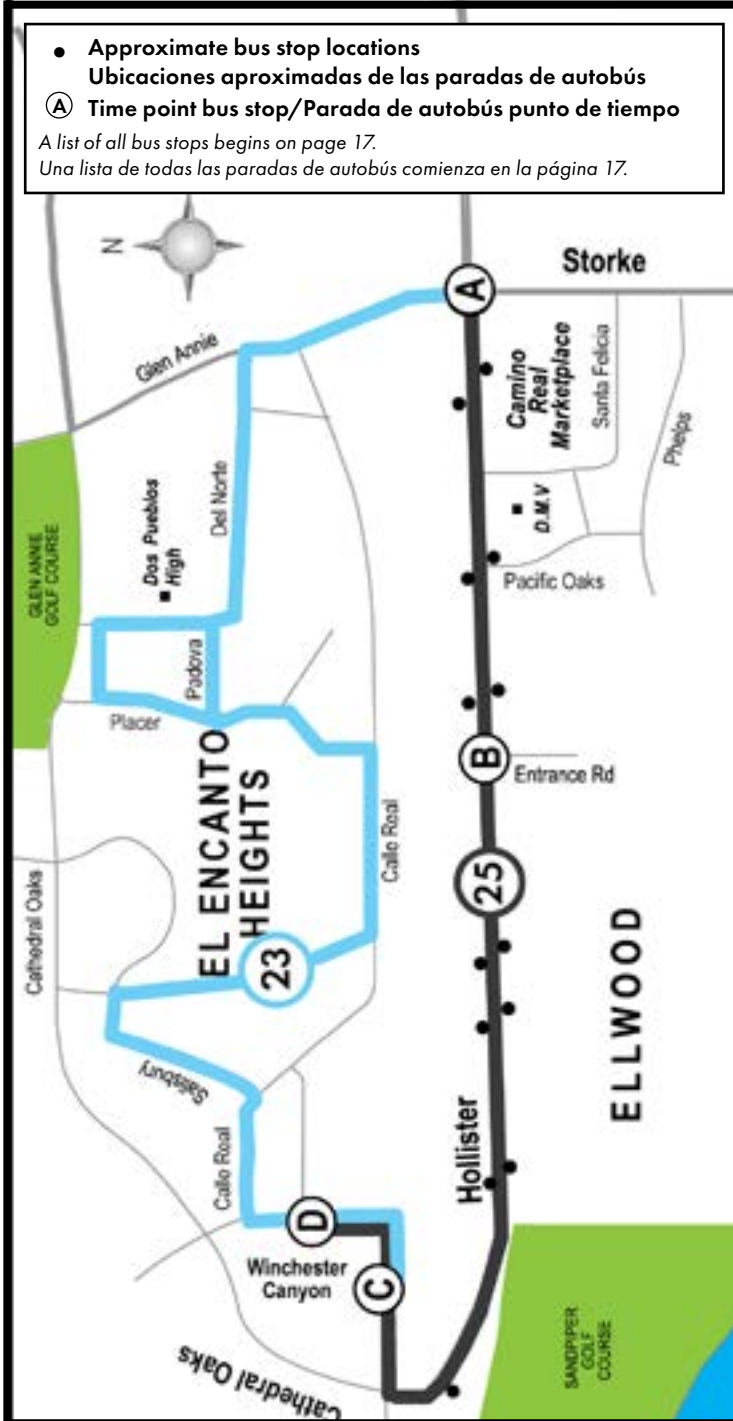 • Approximate bus stop locations
Ubicaciones aproximadas de las paradas de autobús
Ⓐ Time point bus stop/Parada de autobús punto de tiempo
A list of all bus stops begins on page 17.
Una lista de todas las paradas de autobús comienza en la página 17.
N
Storke
A
Glen Annie
Camino
Real
Marketplace
Santa Felicia
Phelps
GLEN ANNIE
GOLF COURSE
Dos Pueblos
High
Del Norte
D.M.V
Pacific Oaks
Padova
Placer
B
Entrance Rd
EL ENCANTO
HEIGHTS
Calle Real
25
Cathedral Oaks
23
ELLWOOD
Salisbury
Hollister
Calle Real
D
Winchester
Canyon
C
Cathedral Oaks
SANDPIPER
GOLF
COURSE